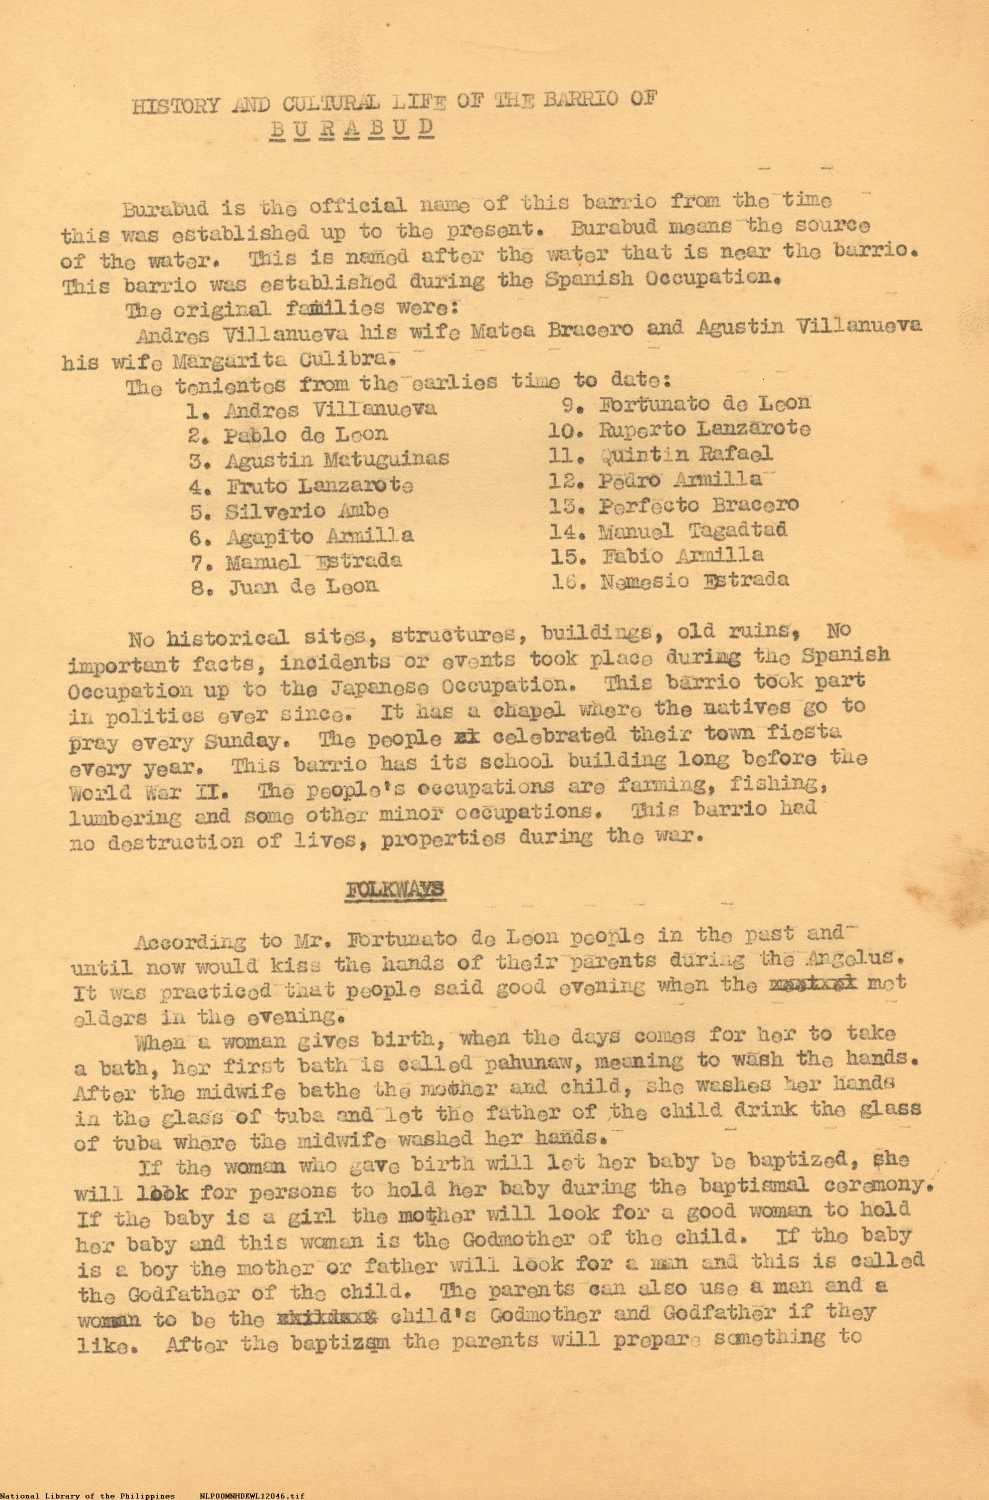 HISTORY AND CULTURAL LIFE OF THE BARRIO OF
B U R A B U D
Burabud is the official name of this barrio from the time
this was established up to the present. Burabud means the source
of the water. This is named after the water that is near the barrio.
This barrio was established during the Spanish Occupation.
The original families were:
Andres Villanueva his wife Matea Bracero and Agustin Villanueva
his wife Margarita Culibra.
The tenientes from the earlies time to date:
1. Andres Villanueva
2. Pablo de Leon
3. Agustin Matuguinas
4. Fruto Lanzarote
5. Silverio Ambe
6. Agapito Armilla
7. Manuel Estrada
8. Juan de Leon
9. Fortunato de Leon
10. Ruperto Lanzarote
11. Quintin Rafael
12. Pedro Armilla
13. Perfecto Bracero
14. Manuel Tagadtad
15. Fabio Armilla
16. Nemesio Estrada
No historical sites, structures, buildings, old ruins, No
important facts, incidents or events took place during the Spanish
Occupation up to the Japanese Occupation. This barrio took part
in politics ever since. It has a chapel where the natives go to
pray every Sunday. The people celebrated their town fiesta
every year. This barrio has its school building long before the
World War II. The people's occupations are farming, fishing,
lumbering and some other minor occupations. This barrio had
no destruction of lives, properties during the war.
FOLKWAYS
According to Mr. Fortunato de Leon people in the past and
until now would kiss the hands of their parents during the Angelus.
It was practiced that people said good evening when the met
elders in the evening.
When a woman gives birth, when the days comes for her to take
a bath, her first bath is called pahunaw, meaning to wash the hands.
After the midwife bathe the mother and child, she washes her hands
in the glass of tuba and let the father of the child drink the glass
of tuba where the midwife washed her hands.
If the woman who gave birth will let her baby be baptized, she
will look for persons to hold her baby during the baptismal ceremony.
If the baby is a girl the mother will look for a good woman to hold
her baby and this woman is the Godmother of the child. If the baby
is a boy the mother or father will look for a man and this is called
the Godfather of the child. The parents can also use a man and a
woman to be the child's Godmother and Godfather if they
like. After the baptizsm the parents will prepare something to
National Library of the Philippines NLP00MNHDEWL12046.tif